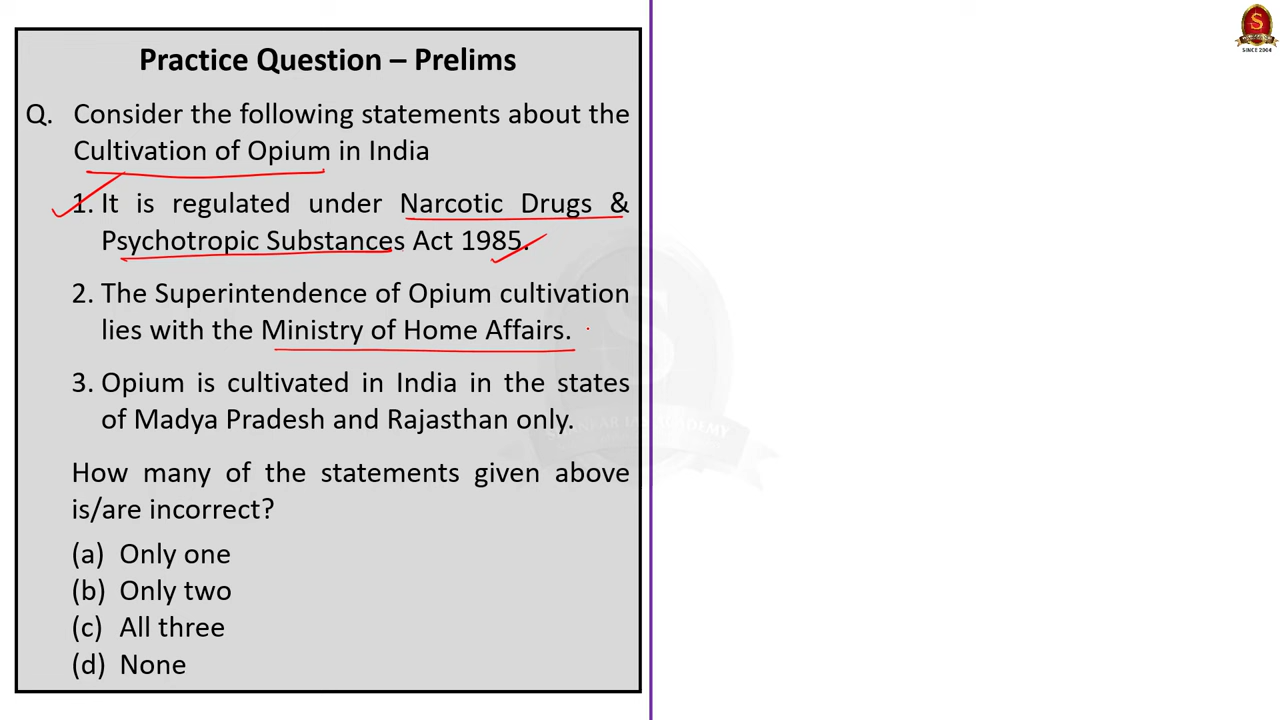 Practice Question – Prelims
Q. Consider the following statements about the
Cultivation of Opium in India
1. It is regulated under Narcotic Drugs &
Psychotropic Substances Act 1985.
2. The Superintendence of Opium cultivation
lies with the Ministry of Home Affairs.
3. Opium is cultivated in India in the states
of Madya Pradesh and Rajasthan only.
How many of the statements given above
is/are incorrect?
(a) Only one
(b) Only two
(c) All three
(d) None
S
SINCE 2004